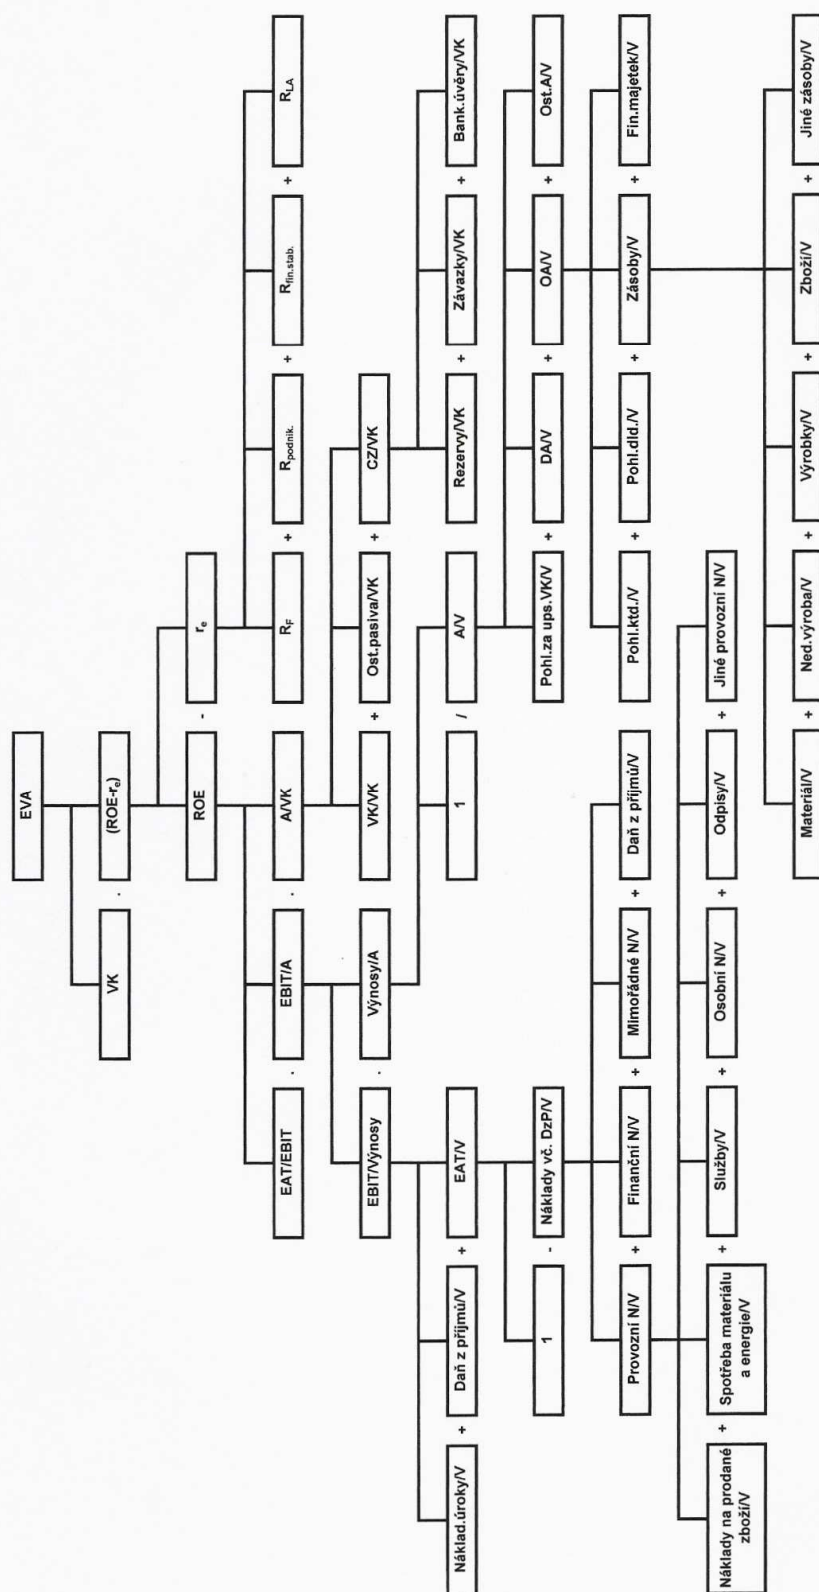 EVA
VK
.
(ROE-rₑ)
ROE
-
rₑ
EAT/EBIT
.
EBIT/A
.
A/VK
R_F
+
R_podnik.
+
R_fin.stab.
+
R_LA
EBIT/Výnosy
.
Výnosy/A
VK/VK
+
Ost.pasiva/VK
+
CZ/VK
Náklad.úroky/V
+
Daň z příjmů/V
+
EAT/V
1
/
A/V
Rezervy/VK
+
Závazky/VK
+
Bank.úvěry/VK
1
-
Náklady vč. DzP/V
Pohl.za ups.VK/V
+
DA/V
+
OA/V
+
Ost.A/V
Provozní N/V
+
Finanční N/V
+
Mimořádné N/V
+
Daň z příjmů/V
Pohl.ktd./V
+
Pohl.dld./V
+
Zásoby/V
+
Fin.majetek/V
Náklady na prodané
zboží/V
+
Spotřeba materiálu
a energie/V
+
Služby/V
+
Osobní N/V
+
Odpisy/V
+
Jiné provozní N/V
Materiál/V
+
Ned.výroba/V
+
Výrobky/V
+
Zboží/V
+
Jiné zásoby/V